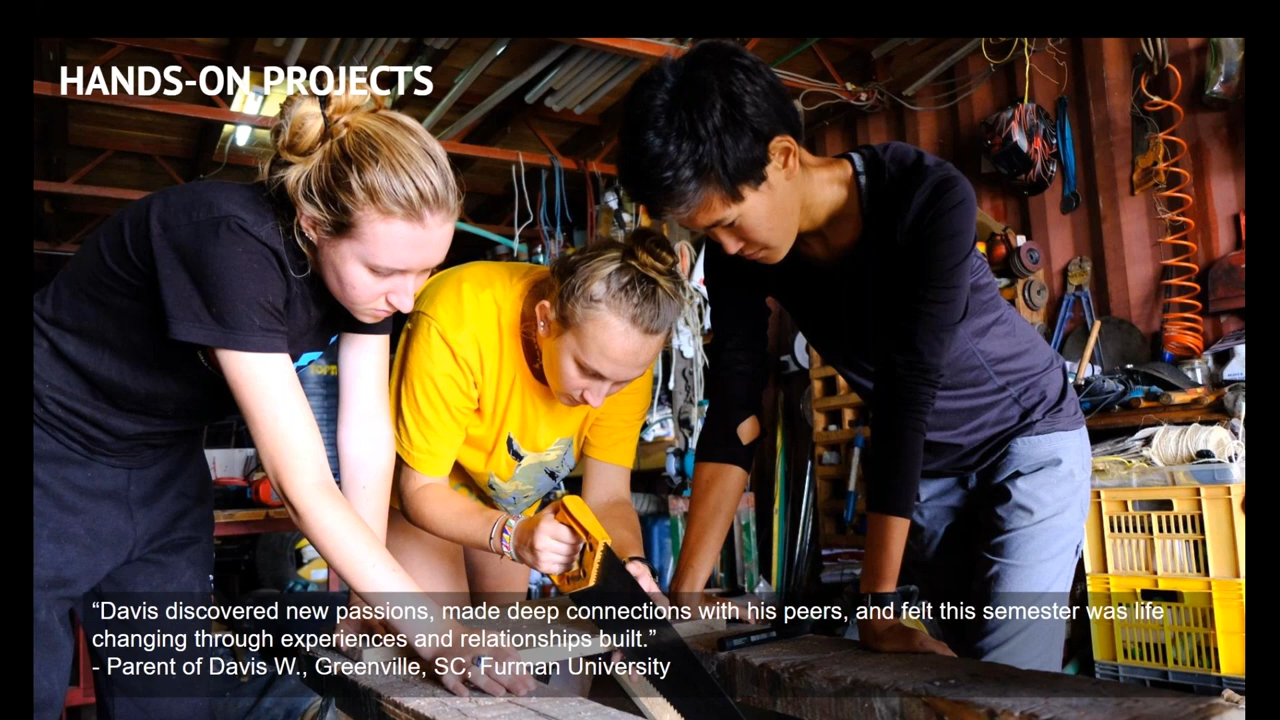 HANDS-ON PROJECTS
“Davis discovered new passions, made deep connections with his peers, and felt this semester was life
changing through experiences and relationships built.”
- Parent of Davis W., Greenville, SC, Furman University